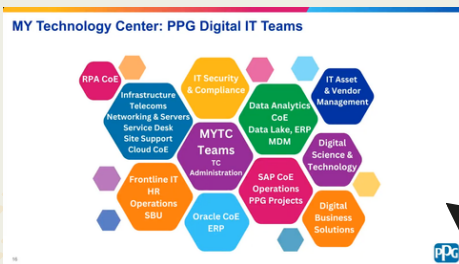 MY Technology Center: PPG Digital IT Teams
RPA CoE
IT Security
& Compliance
IT Asset
& Vendor
Management
Infrastructure
Telecoms
Networking & Servers
Service Desk
Site Support
Cloud CoE
Data Analytics
CoE
Data Lake, ERP
MDM
MYTC
Teams
TC
Administration
Digital
Science &
Technology
Frontline IT
HR
Operations
SBU
SAP CoE
Operations
PPG Projects
Oracle CoE
ERP
Digital
Business
Solutions
PPG